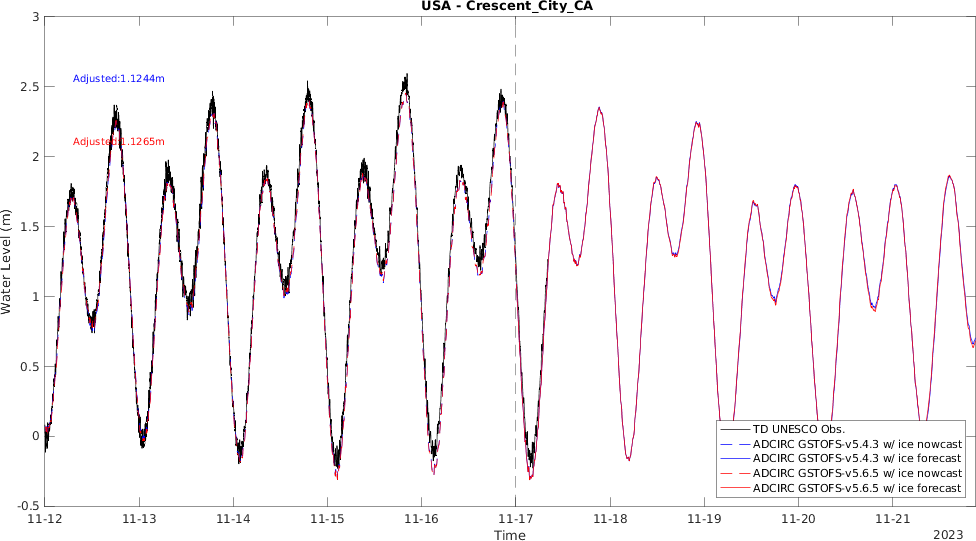 USA - Crescent_City_CA
3
2.5
2
1.5
1
0.5
0
-0.5
Water Level (m)
Adjusted:1.1244m
Adjusted:1.1265m
TD UNESCO Obs.
ADCIRC GSTOFS-v5.4.3 w/ ice nowcast
ADCIRC GSTOFS-v5.4.3 w/ ice forecast
ADCIRC GSTOFS-v5.6.5 w/ ice nowcast
ADCIRC GSTOFS-v5.6.5 w/ ice forecast
11-12 11-13 11-14 11-15 11-16 11-17 11-18 11-19 11-20 11-21
Time
2023